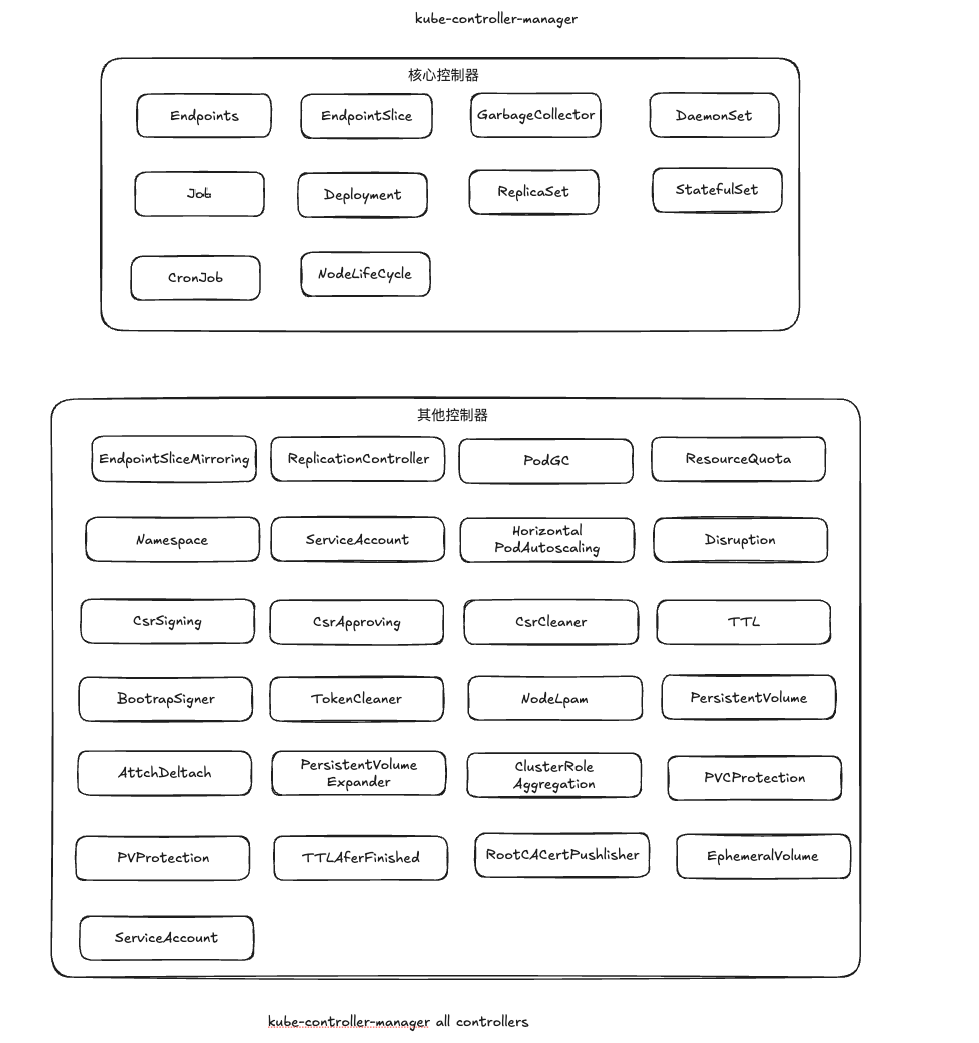 kube-controller-manager
核心控制器
Endpoints
EndpointSlice
GarbageCollector
DaemonSet
Job
Deployment
ReplicaSet
StatefulSet
CronJob
NodeLifeCycle
其他控制器
EndpointSliceMirroring
ReplicationController
PodGC
ResourceQuota
Namespace
ServiceAccount
Horizontal
PodAutoscaling
Disruption
CsrSigning
CsrApproving
CsrCleaner
TTL
BootrapSigner
TokenCleaner
NodeLpam
PersistentVolume
AttchDeltach
PersistentVolume
Expander
ClusterRole
Aggregation
PVCProtection
PVProtection
TTLAferFinished
RootCACertPushlisher
EphemeralVolume
ServiceAccount
kube-controller-manager all controllers